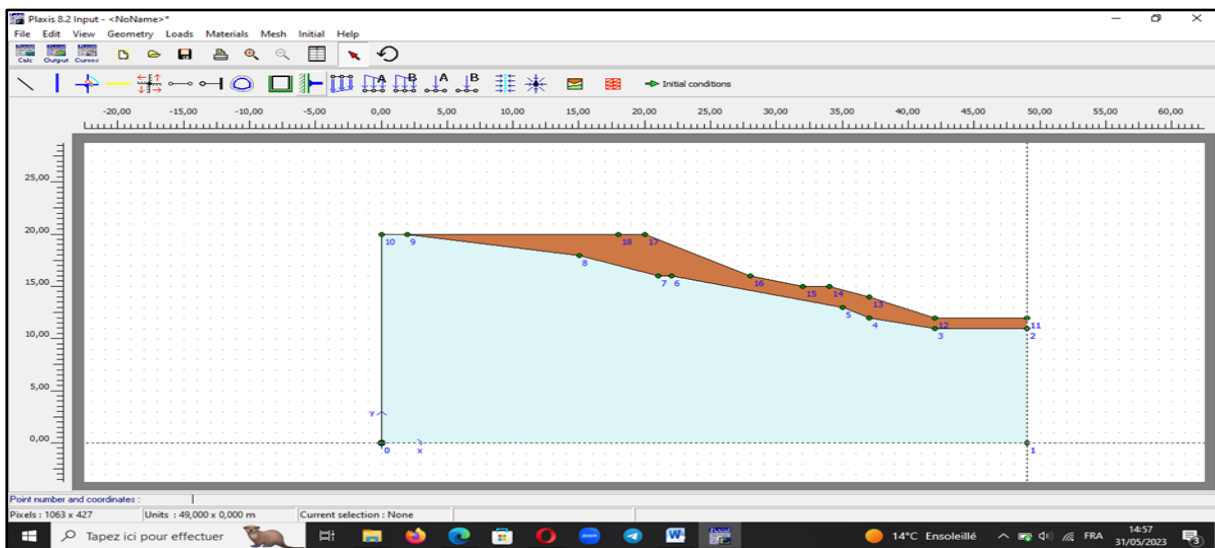 Plaxis 8.2 Input - <NoName>*
File Edit View Geometry Loads Materials Mesh Initial Help
Calc Output Curves
A B A B Initial conditions
-20,00 -15,00 -10,00 -5,00 0,00 5,00 10,00 15,00 20,00 25,00 30,00 35,00 40,00 45,00 50,00 55,00 60,00
25,00
20,00
10 9 18 17
8
15,00
7 6 16
15 14
13
5
10,00
4 12 11
3 2
5,00
y
0,00
0 x 1
Point number and coordinates :
Pixels : 1063 x 427 Units : 49,000 x 0,000 m Current selection : None
Tapez ici pour effectuer zoom W 14°C Ensoleillé FRA 14:57
31/05/2023 3